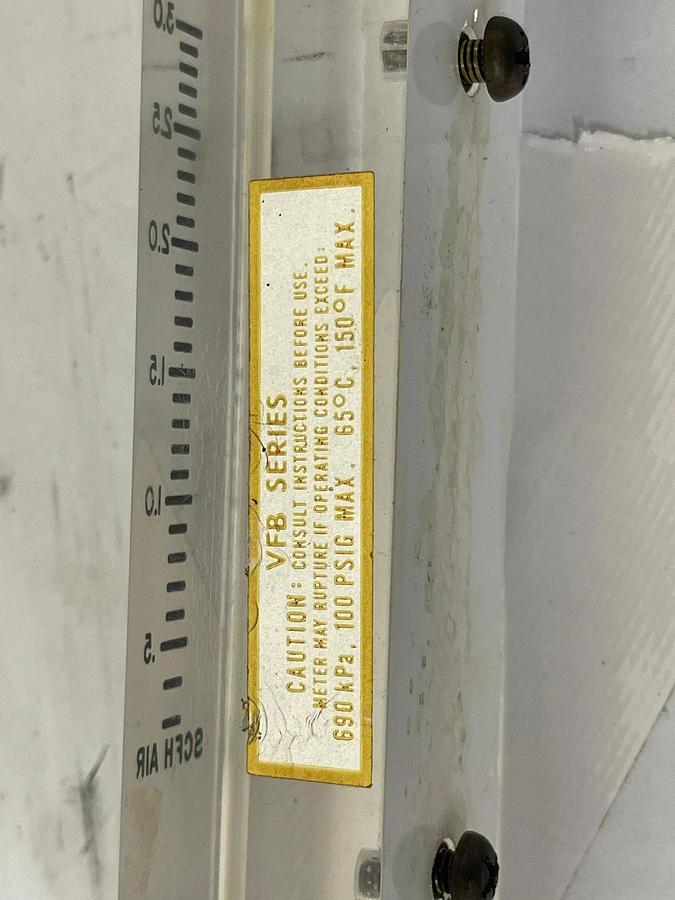 VFB SERIES
CAUTION: CONSULT INSTRUCTIONS BEFORE USE.
METER MAY RUPTURE IF OPERATING CONDITIONS EXCEED:
690 kPa, 100 PSIG MAX. 65°C, 150°F MAX.
3.0
2.5
2.0
1.5
1.0
.5
SCFH AIR